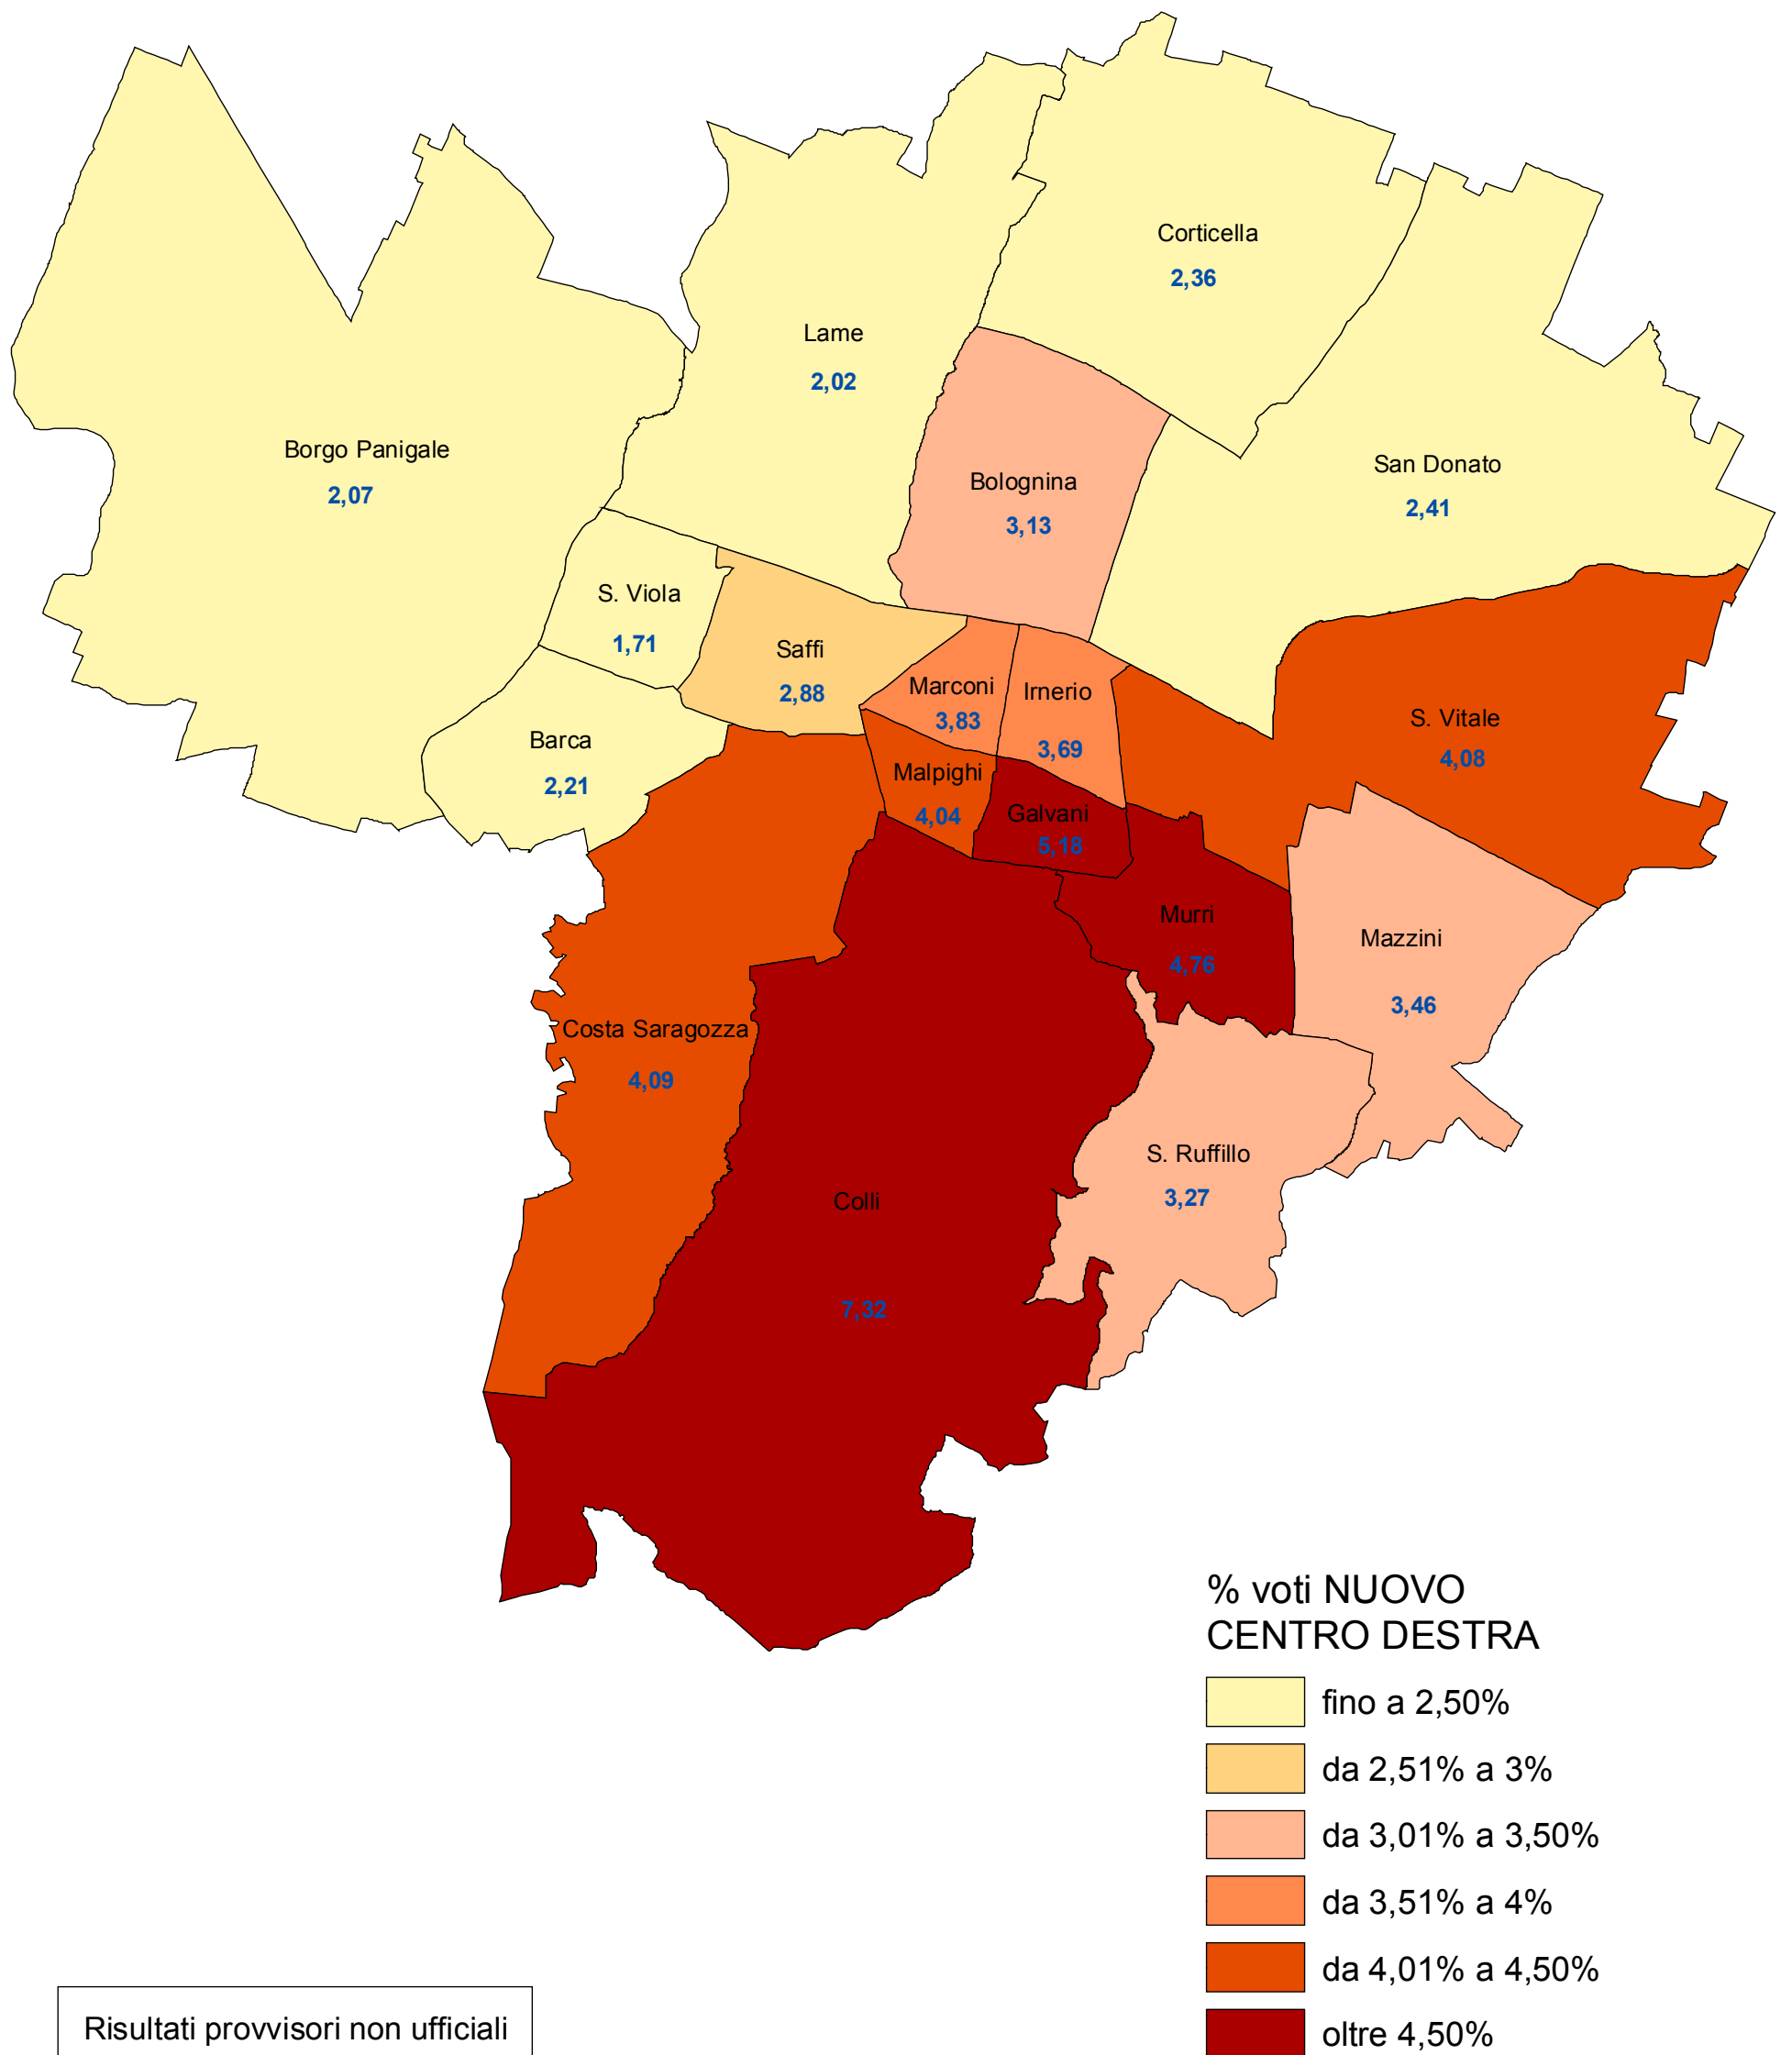 Corticella
2,36
Lame
2,02
Borgo Panigale
2,07
San Donato
2,41
Bolognina
3,13
S. Viola
1,71
Saffi
2,88
Marconi
3,83
Irnerio
3,69
S. Vitale
4,08
Barca
2,21
Malpighi
4,04
Galvani
5,18
Murri
4,76
Mazzini
3,46
Costa Saragozza
4,09
S. Ruffillo
3,27
Colli
7,32
% voti NUOVO
CENTRO DESTRA
fino a 2,50%
da 2,51% a 3%
da 3,01% a 3,50%
da 3,51% a 4%
da 4,01% a 4,50%
oltre 4,50%
Risultati provvisori non ufficiali